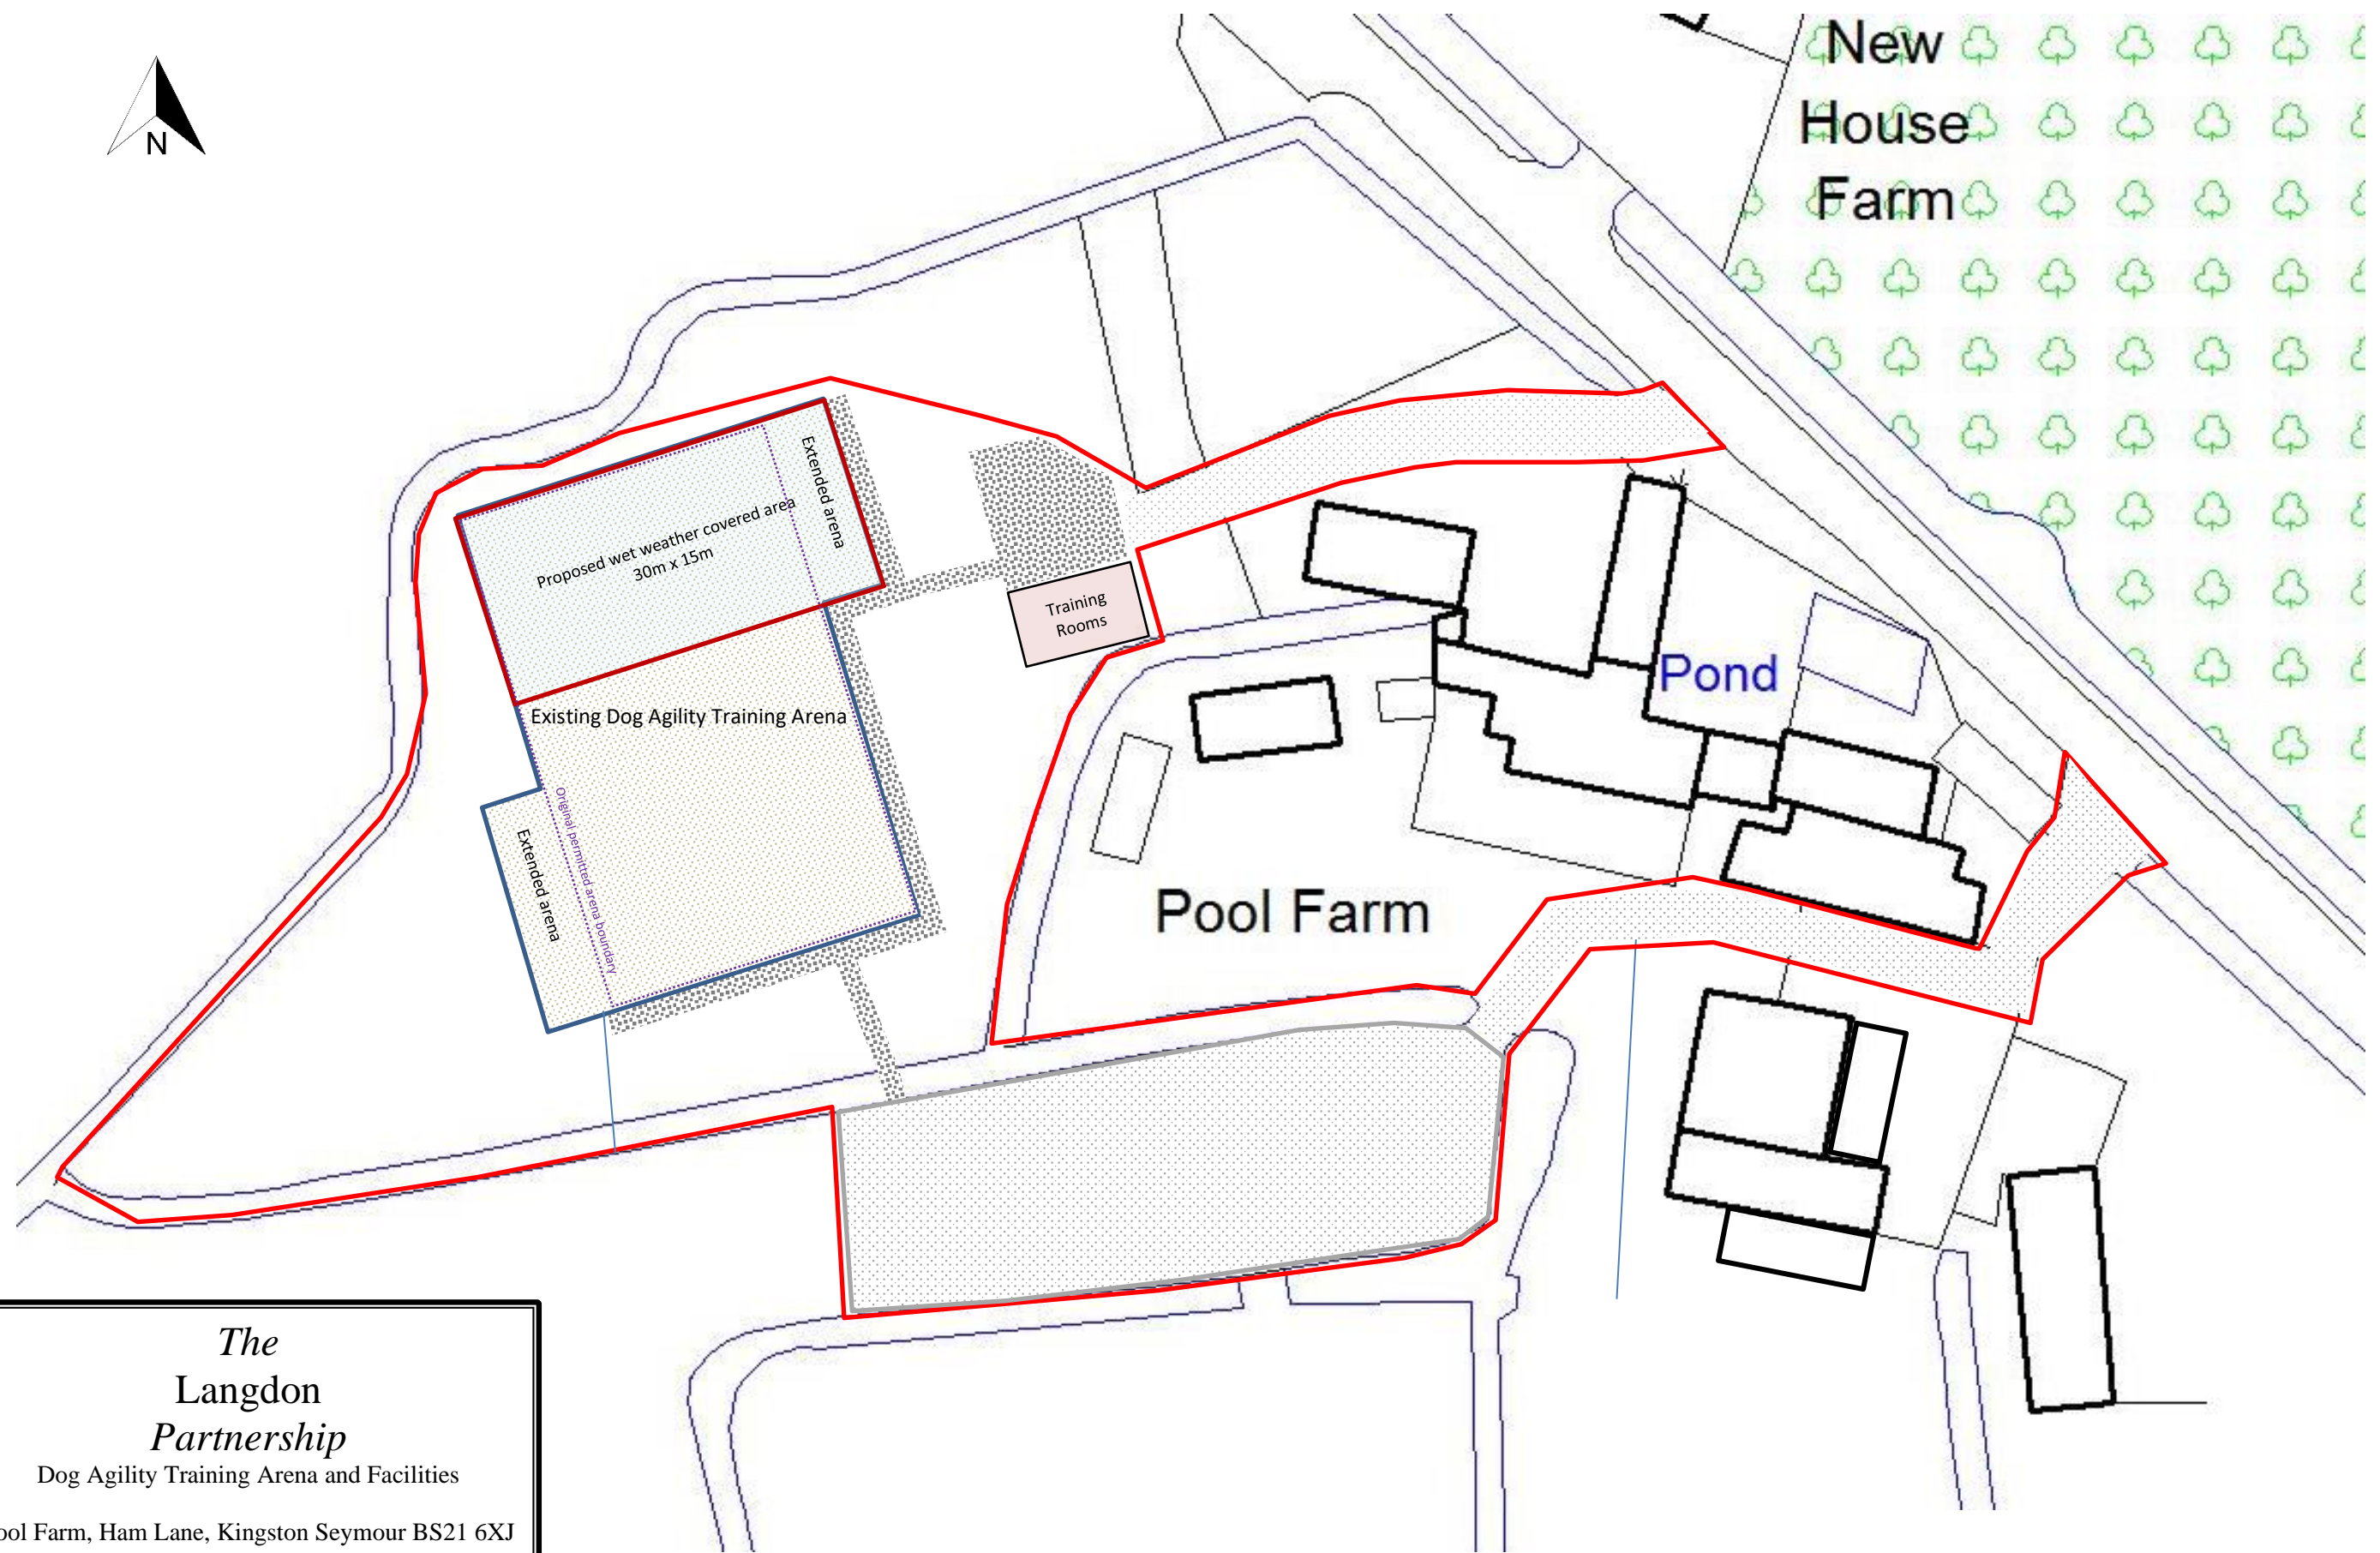 N
New
House
Farm
Extended arena
Proposed wet weather covered area
30m x 15m
Training
Rooms
Existing Dog Agility Training Arena
Pond
Original permitted arena boundary
Extended arena
Pool Farm
The
Langdon
Partnership
Dog Agility Training Arena and Facilities
ool Farm, Ham Lane, Kingston Seymour BS21 6XJ